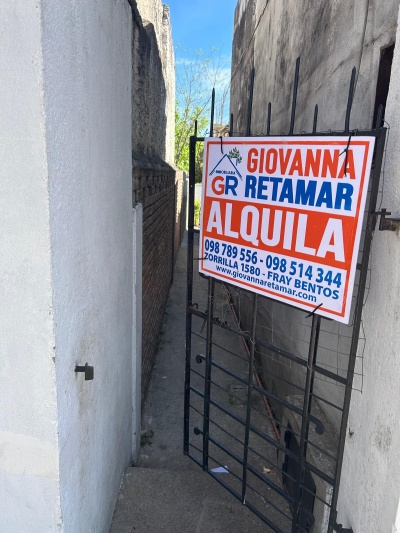 INMOBILIARIA
GR
GIOVANNA
RETAMAR
ALQUILA
098 789 556 - 098 514 344
ZORRILLA 1580 - FRAY BENTOS
www.giovannaretamar.com